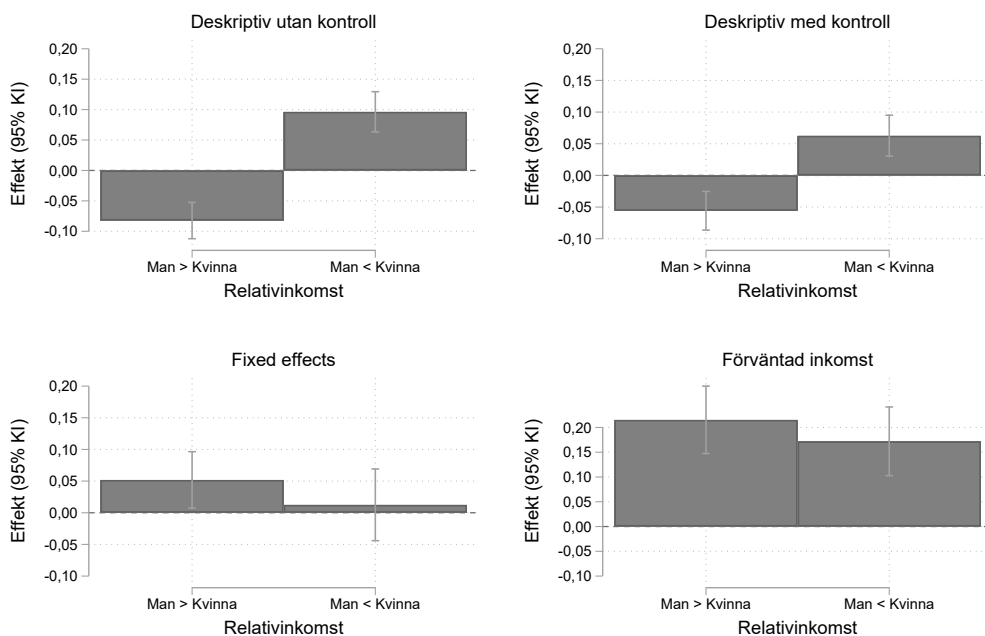 Deskriptiv utan kontroll
Effekt (95% KI)
0,20
0,15
0,10
0,05
0,00
-0,05
-0,10
Man > Kvinna
Man < Kvinna
Relativinkomst
Deskriptiv med kontroll
Effekt (95% KI)
0,20
0,15
0,10
0,05
0,00
-0,05
-0,10
Man > Kvinna
Man < Kvinna
Relativinkomst
Fixed effects
Effekt (95% KI)
0,20
0,15
0,10
0,05
0,00
-0,05
-0,10
Man > Kvinna
Man < Kvinna
Relativinkomst
Förväntad inkomst
Effekt (95% KI)
0,20
0,15
0,10
0,05
0,00
-0,05
-0,10
Man > Kvinna
Man < Kvinna
Relativinkomst